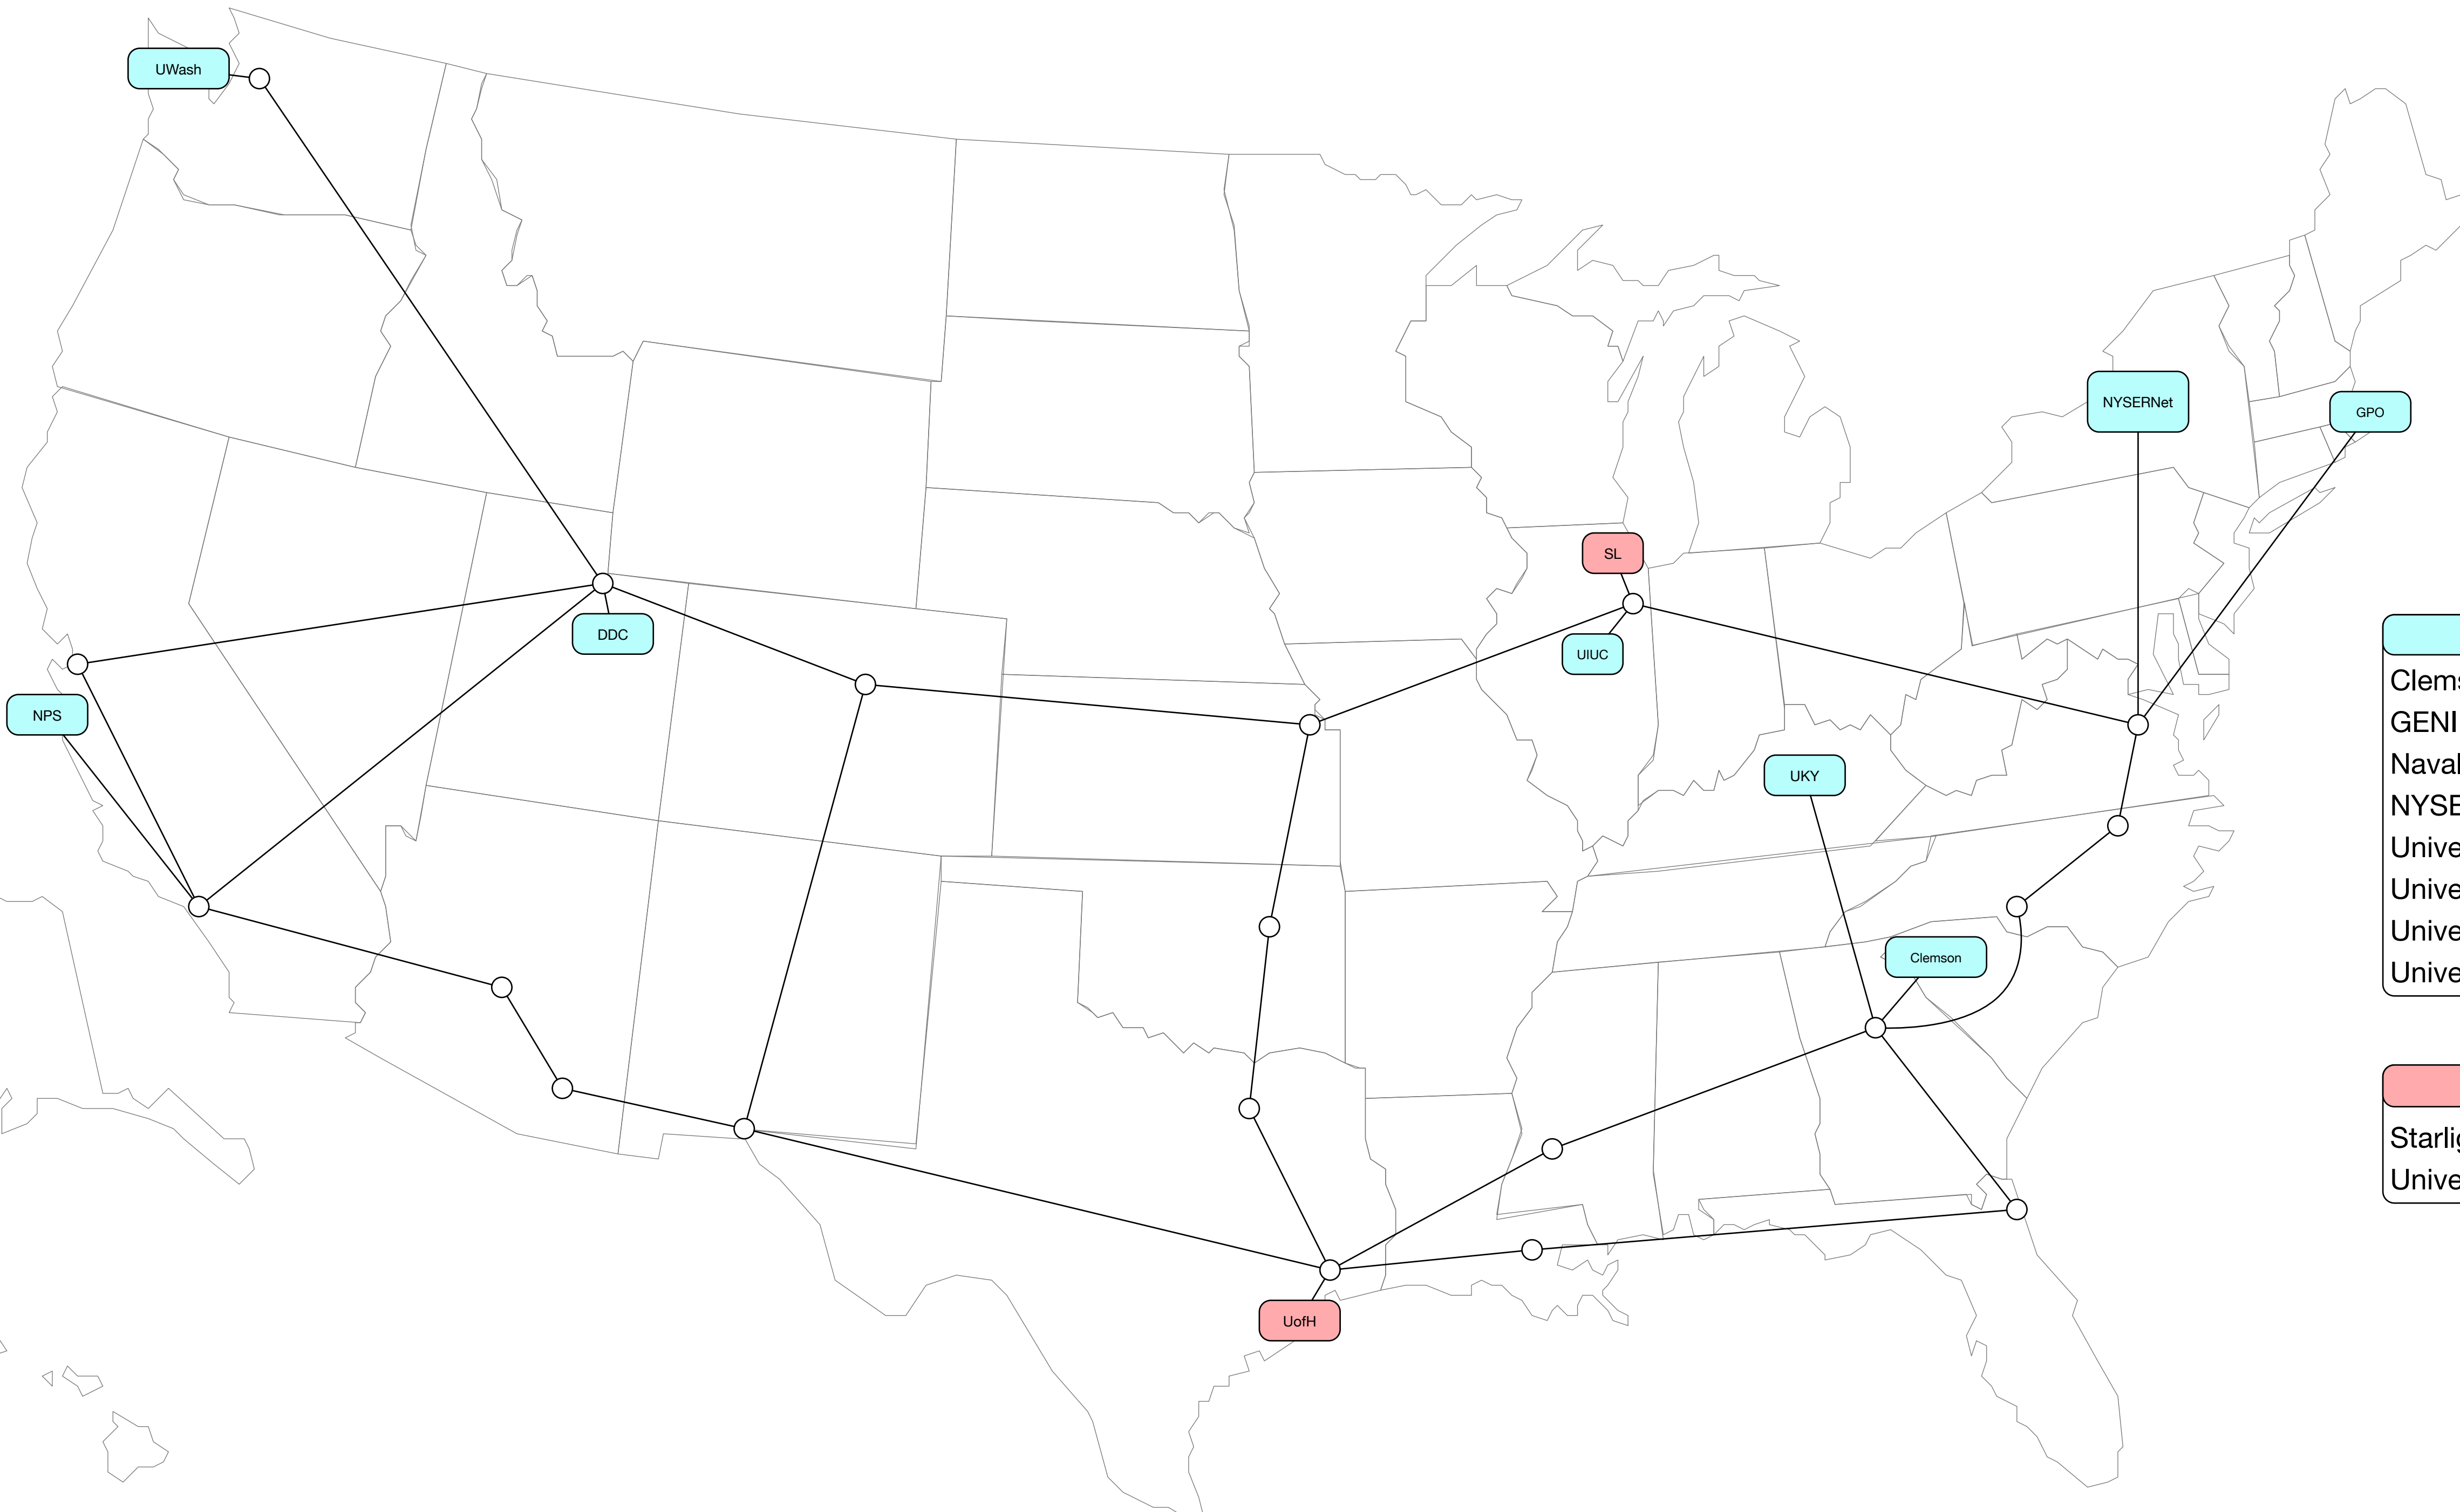 UWash
NYSERNet
GPO
SL
DDC
UIUC
NPS
UKY
Clemson
UofH
Clems
GENI
Naval
NYSE
Unive
Unive
Unive
Unive
Starlig
Unive